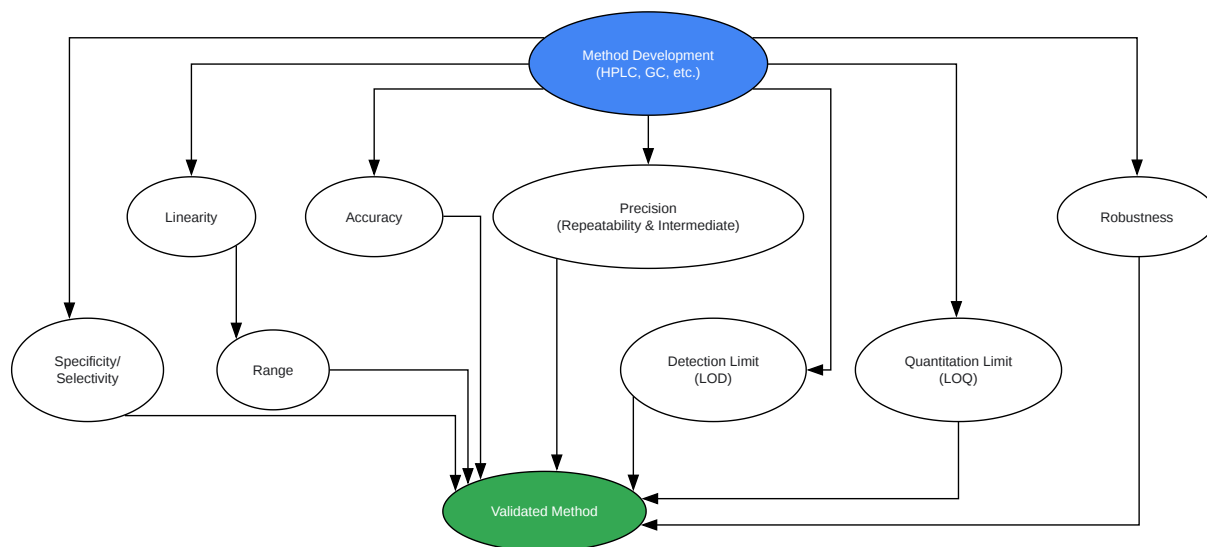 Method Development
(HPLC, GC, etc.)
Linearity
Accuracy
Precision
(Repeatability & Intermediate)
Robustness
Specificity/
Selectivity
Range
Detection Limit
(LOD)
Quantitation Limit
(LOQ)
Validated Method